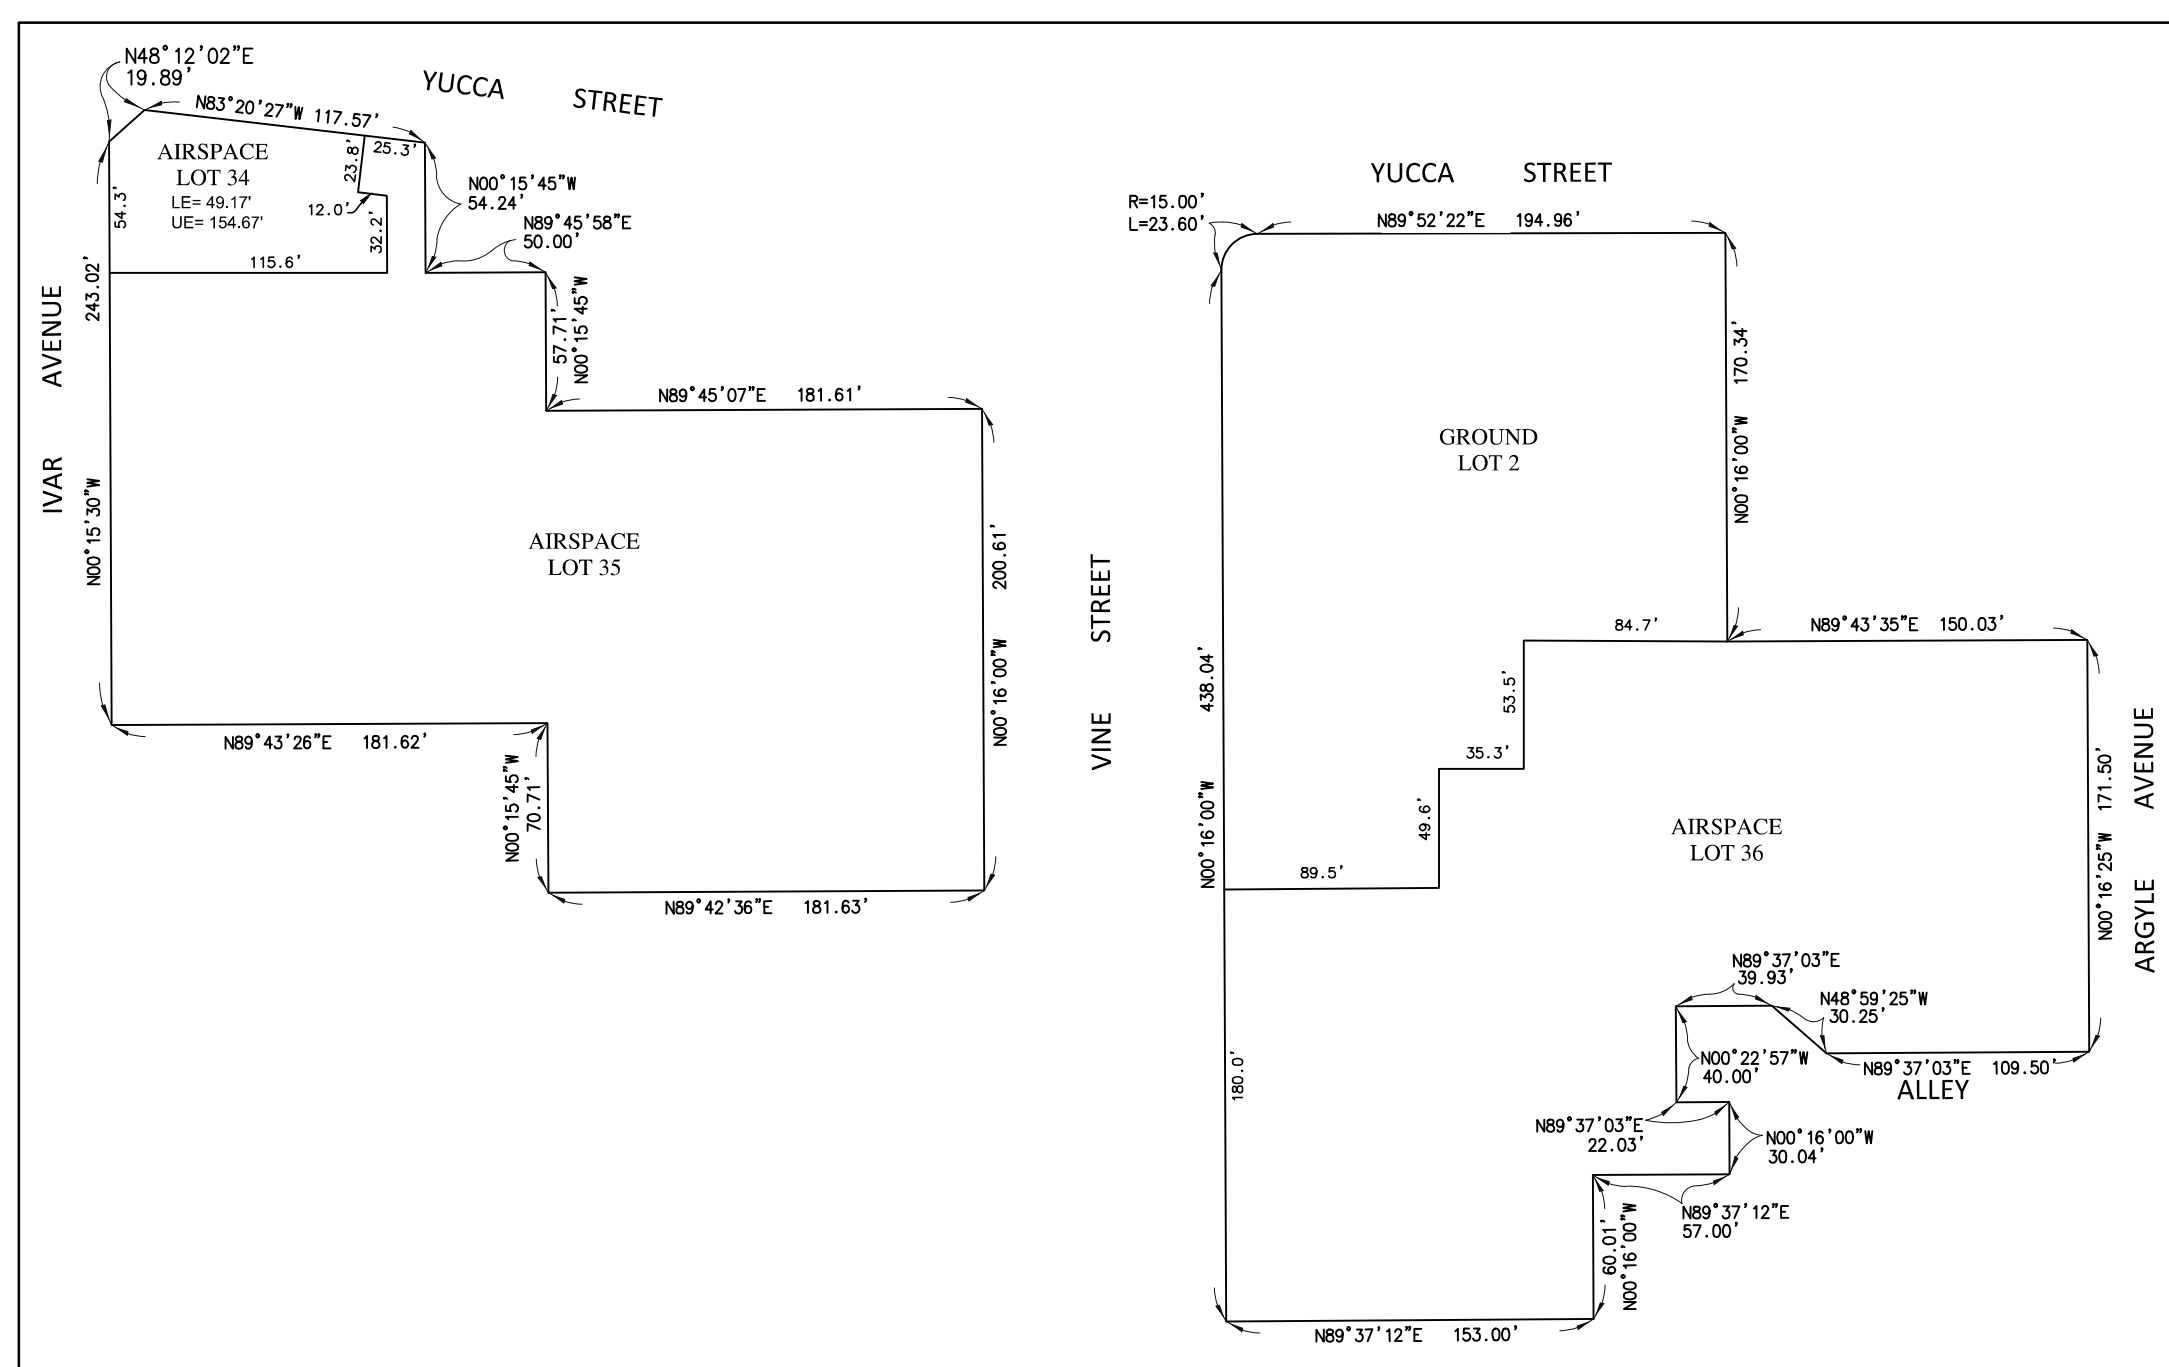 N48°12'02"E
19.89'
N83°20'27"W 117.57'
YUCCA STREET
AIRSPACE
LOT 34
LE= 49.17'
UE= 154.67'
23.8'
25.3'
12.0'
32.2'
54.3'
115.6'
N00°15'45"W
54.24'
N89°45'58"E
50.00'
57.71'
N00°15'45"W
N89°45'07"E 181.61'
IVAR AVENUE
N00°15'30"W 243.02'
AIRSPACE
LOT 35
N00°16'00"W 200.61'
N89°43'26"E 181.62'
N00°15'45"W
70.71'
N89°42'36"E 181.63'
VINE STREET
YUCCA STREET
R=15.00'
L=23.60'
N89°52'22"E 194.96'
N00°16'00"W 170.34'
GROUND
LOT 2
84.7'
N89°43'35"E 150.03'
53.5'
35.3'
49.6'
89.5'
N00°16'00"W 438.04'
AIRSPACE
LOT 36
N00°16'25"W 171.50'
ARGYLE AVENUE
N89°37'03"E
39.93'
N48°59'25"W
30.25'
N00°22'57"W
40.00'
N89°37'03"E 109.50'
ALLEY
180.0'
N89°37'03"E
22.03'
N00°16'00"W
30.04'
N89°37'12"E
57.00'
60.01'
N00°16'00"W
N89°37'12"E 153.00'